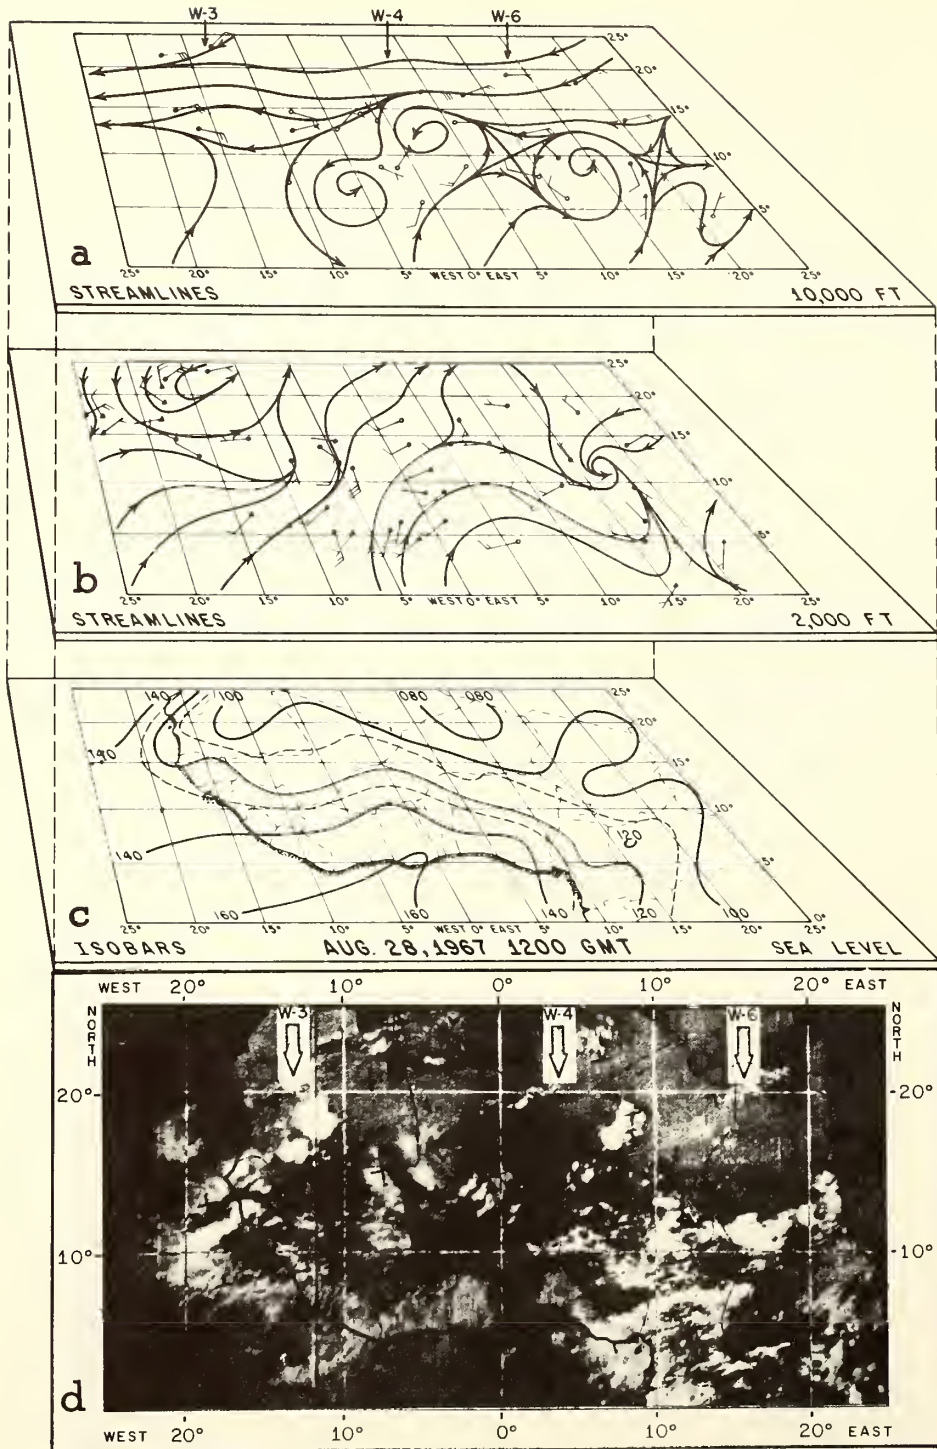 W-3 W-4 W-6
25°
20°
15°
10°
5°
a
25° 20° 15° 10° 5° WEST 0° EAST 5° 10° 15° 20° 25°
STREAMLINES 10,000 FT
25°
20°
15°
10°
5°
b
25° 20° 15° 10° 5° WEST 0° EAST 5° 10° 15° 20° 25°
STREAMLINES 2,000 FT
140 100 080 080 25°
20°
140 15°
10°
120
140 5°
160 160 140 120 100 0°
c
25° 20° 15° 10° 5° WEST 0° EAST 5° 10° 15° 20° 25°
ISOBARS AUG. 28, 1967 1200 GMT SEA LEVEL
WEST 20° 10° 0° 10° 20° EAST
NORTH W-3 W-4 W-6 NORTH
20° 20°
10° 10°
d
WEST 20° 10° 0° 10° 20° EAST